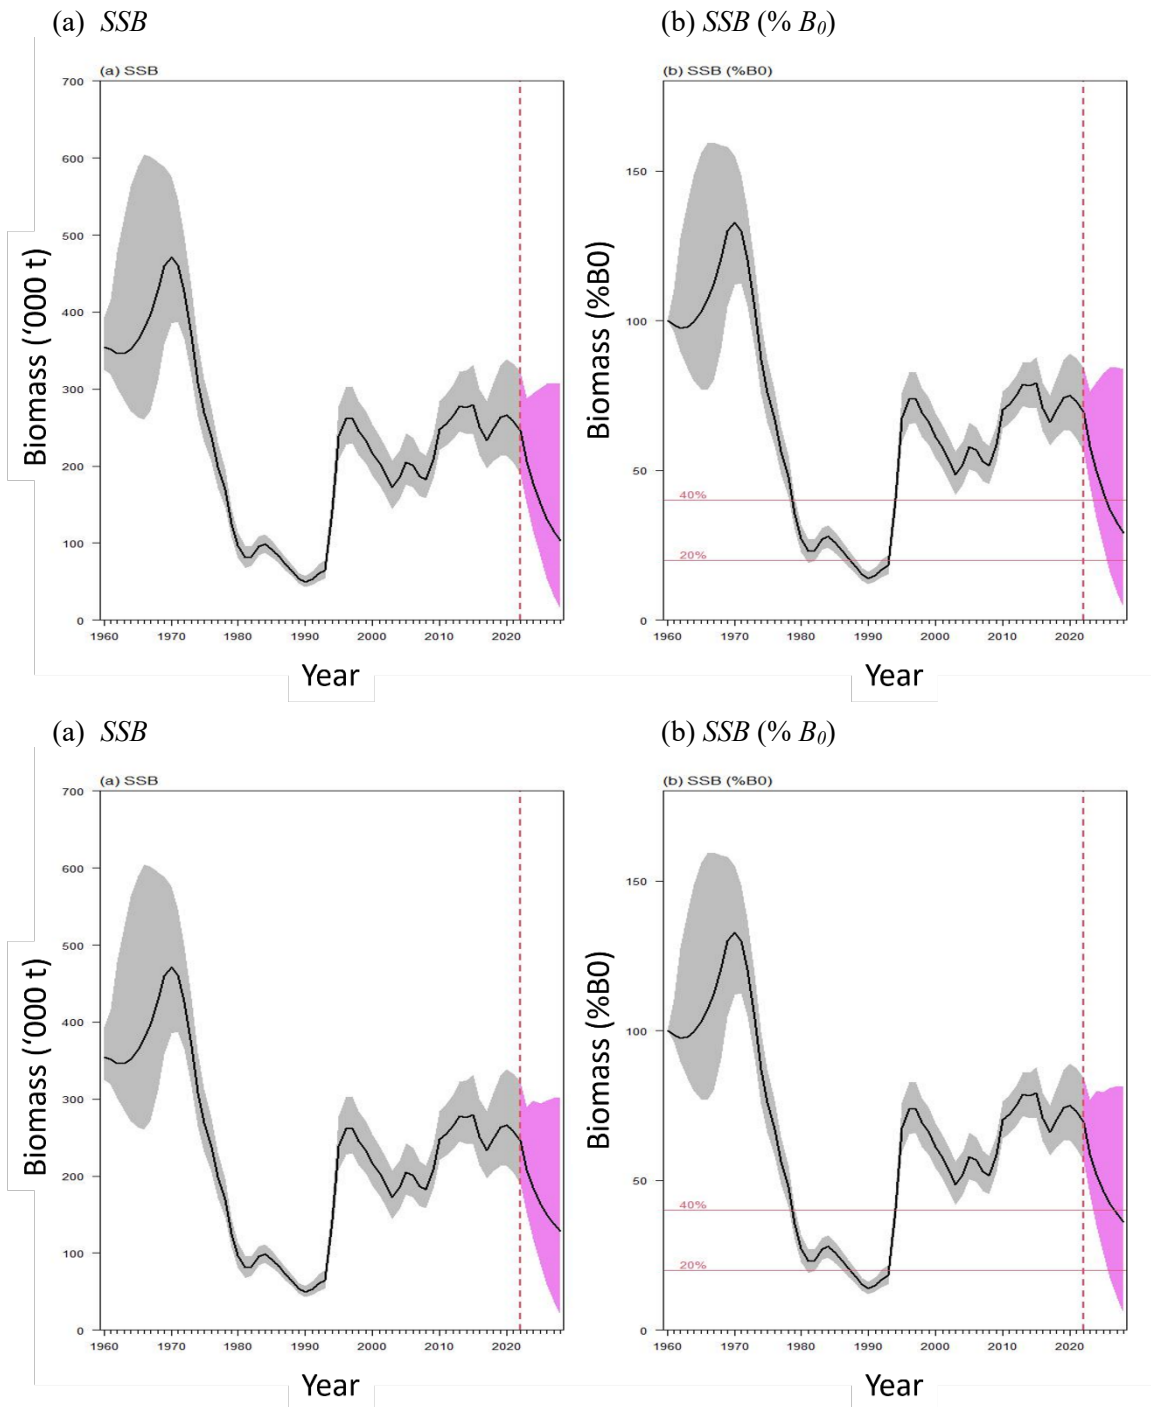 (a) SSB
(b) SSB (% B0)
(a) SSB
(b) SSB (%B0)
700
600
500
400
300
200
100
0
Biomass (‘000 t)
1960 1970 1980 1990 2000 2010 2020
Year
150
100
50
0
Biomass (%B0)
40%
20%
1960 1970 1980 1990 2000 2010 2020
Year
(a) SSB
(b) SSB (% B0)
(a) SSB
(b) SSB (%B0)
700
600
500
400
300
200
100
0
Biomass (‘000 t)
1960 1970 1980 1990 2000 2010 2020
Year
150
100
50
0
Biomass (%B0)
40%
20%
1960 1970 1980 1990 2000 2010 2020
Year